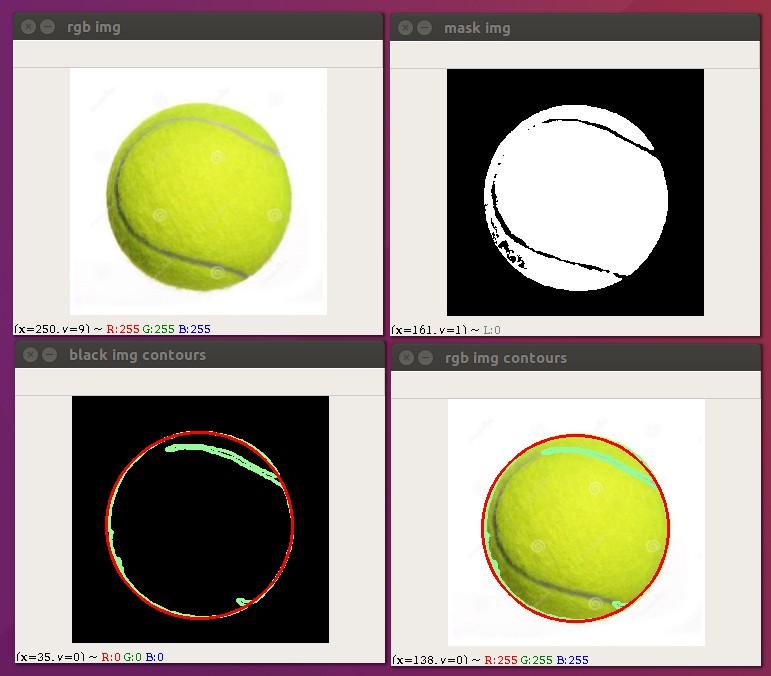 rgb img
mask img
(x=250, y=9) ~ R:255 G:255 B:255
(x=161, y=1) ~ L:0
black img contours
rgb img contours
(x=35, y=0) ~ R:0 G:0 B:0
(x=138, y=0) ~ R:255 G:255 B:255